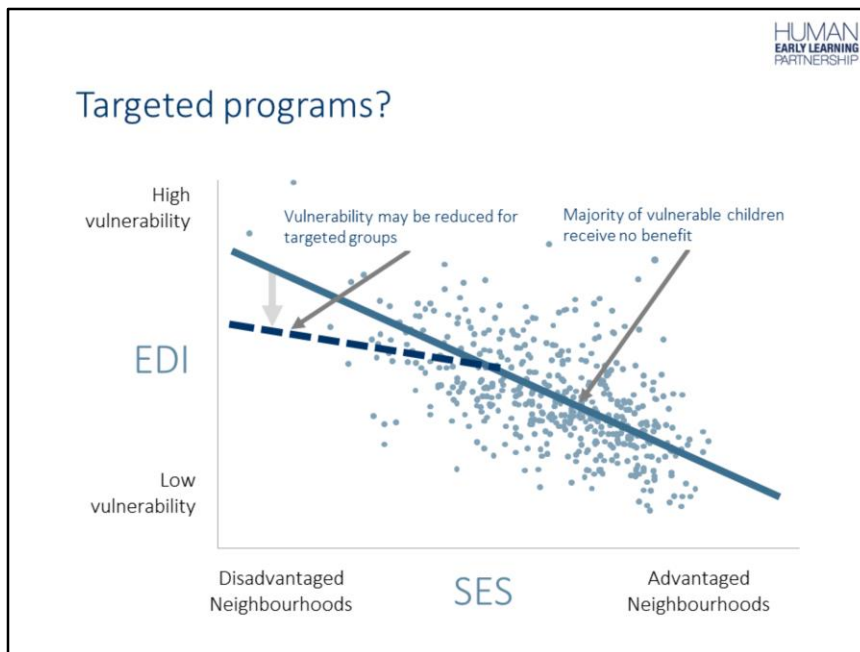 HUMAN
EARLY LEARNING
PARTNERSHIP
Targeted programs?
High
vulnerability
Vulnerability may be reduced for
targeted groups
Majority of vulnerable children
receive no benefit
EDI
Low
vulnerability
Disadvantaged
Neighbourhoods
SES
Advantaged
Neighbourhoods